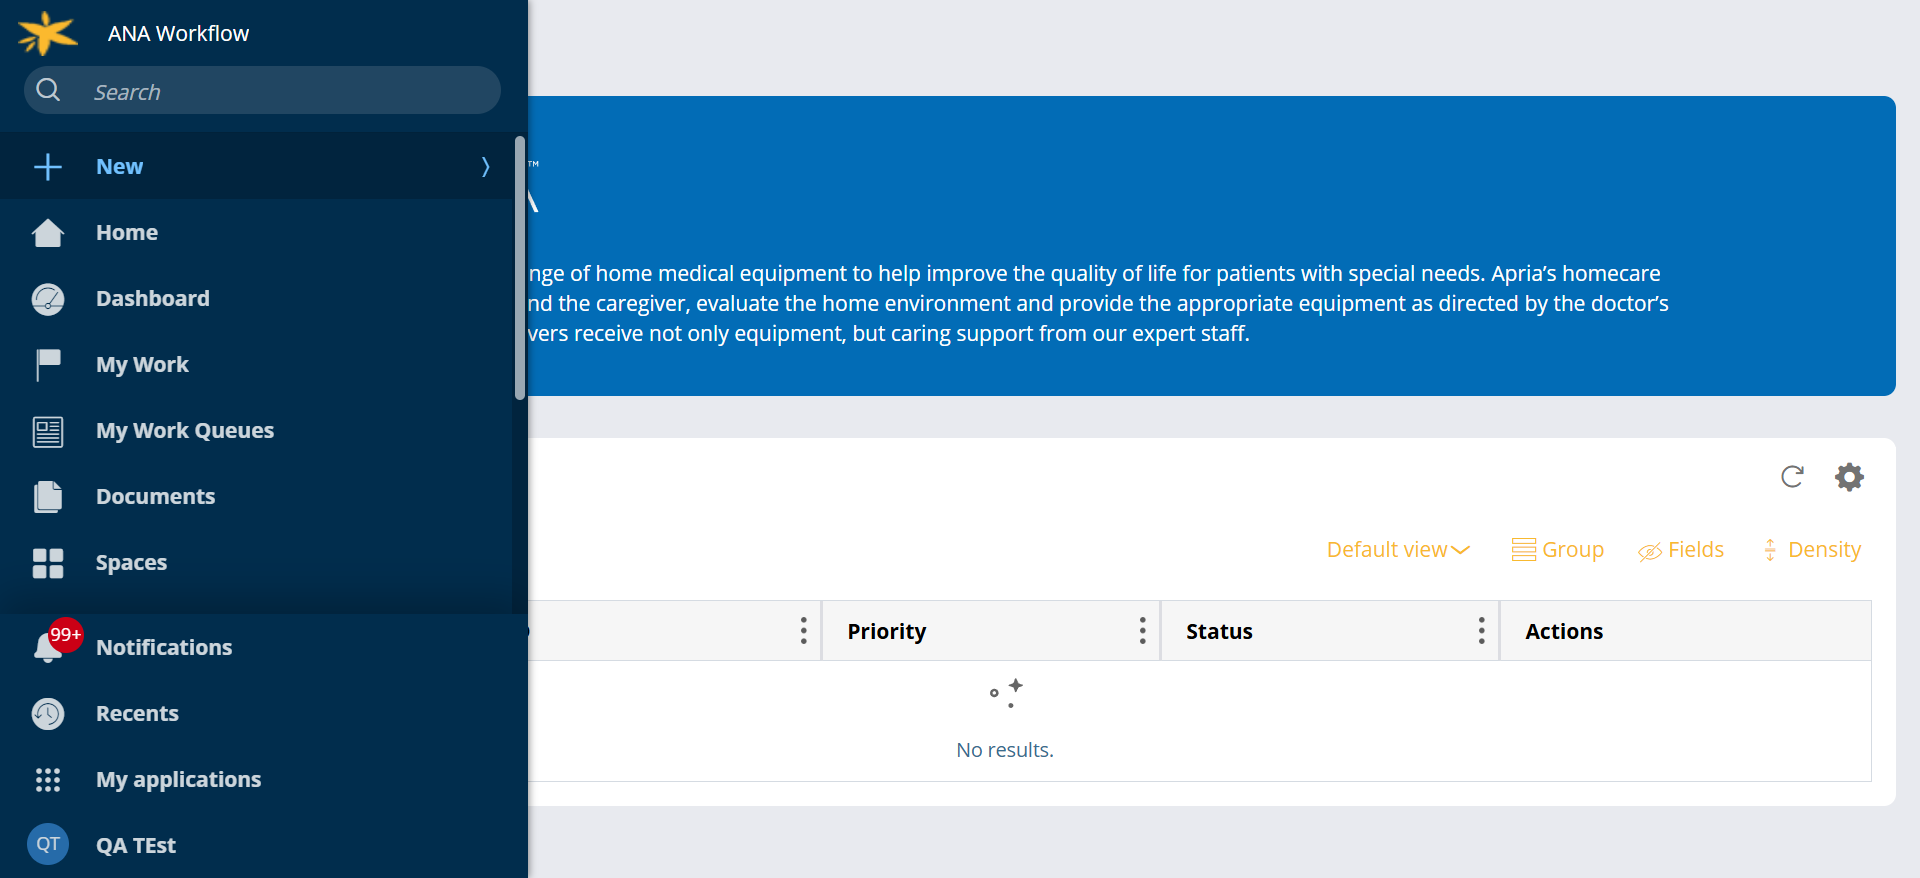 ANA Workflow
Search
New
Home
Dashboard
My Work
My Work Queues
Documents
Spaces
99+
Notifications
Recents
My applications
QT
QA TEst
™
nge of home medical equipment to help improve the quality of life for patients with special needs. Apria’s homecare
nd the caregiver, evaluate the home environment and provide the appropriate equipment as directed by the doctor’s
vers receive not only equipment, but caring support from our expert staff.
Default view Group Fields Density
Priority Status Actions
No results.